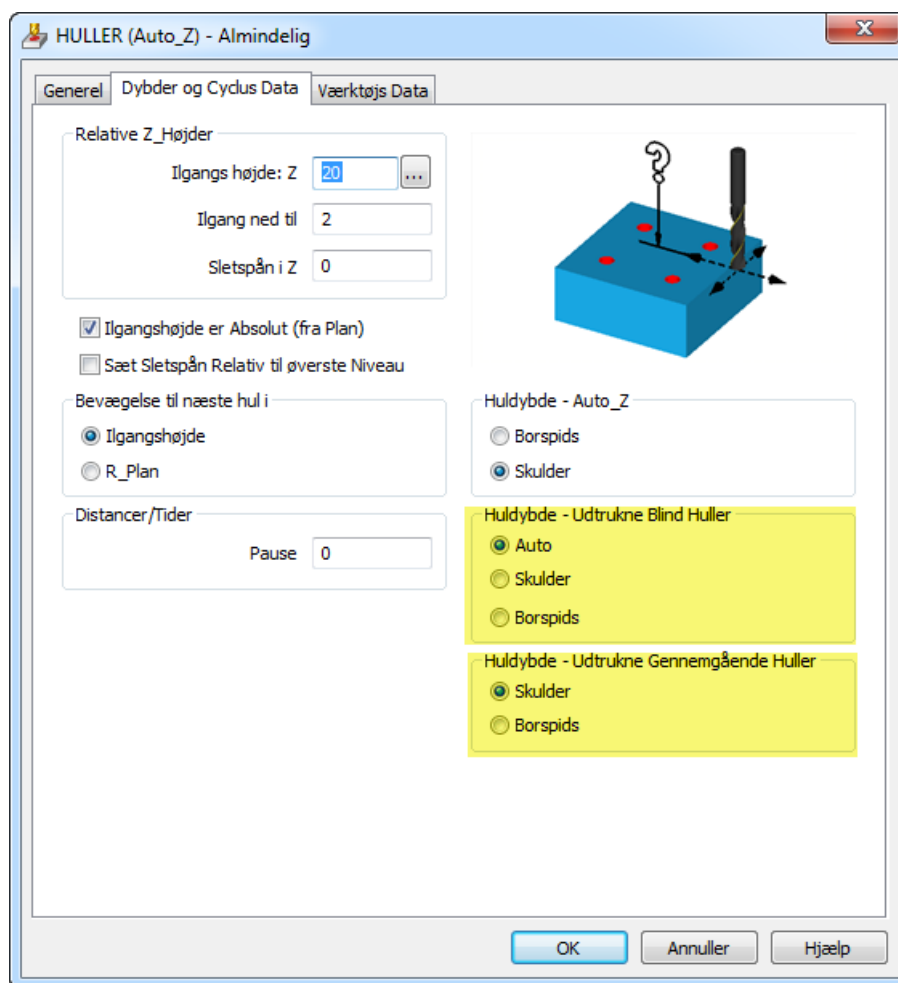 HULLER (Auto_Z) - Almindelig
Generel
Dybder og Cyclus Data
Værktøjs Data
Relative Z_Højder
Ilgangs højde: Z
20
...
Ilgang ned til
2
Sletspån i Z
0
Ilgangshøjde er Absolut (fra Plan)
Sæt Sletspån Relativ til øverste Niveau
Bevægelse til næste hul i
Ilgangshøjde
R_Plan
Huldybde - Auto_Z
Borspids
Skulder
Distancer/Tider
Pause
0
Huldybde - Udtrukne Blind Huller
Auto
Skulder
Borspids
Huldybde - Udtrukne Gennemgående Huller
Skulder
Borspids
OK
Annuller
Hjælp